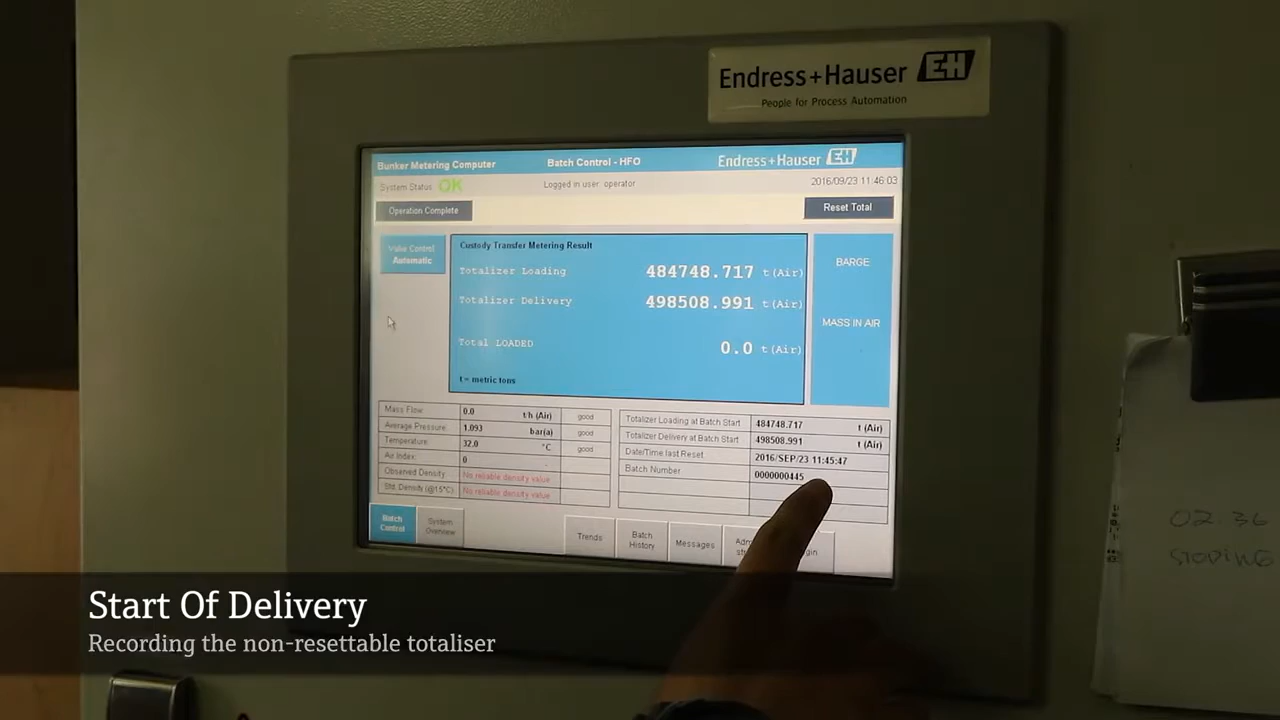 Endress+Hauser EH
People for Process Automation
Bunker Metering Computer
Batch Control - HFO
Endress+Hauser EH
System Status OK
Logged in user: operator
2016/09/23 11:46:03
Operation Complete
Reset Total
Valve Control
Automatic
Custody Transfer Metering Result
Totalizer Loading 484748.717 t (Air)
Totalizer Delivery 498508.991 t (Air)
Total LOADED 0.0 t (Air)
t = metric tons
BARGE
MASS IN AIR
Mass Flow: 0.0 t/h (Air) good
Average Pressure: 1.093 bar(a) good
Temperature: 32.0 °C good
Air Index: 0
Observed Density: No reliable density value
Std. Density (@15°C): No reliable density value
Totalizer Loading at Batch Start 484748.717 t (Air)
Totalizer Delivery at Batch Start 498508.991 t (Air)
Date/Time last Reset 2016/SEP/23 11:45:47
Batch Number 0000000445
Batch
Control
System
Overview
Trends
Batch
History
Messages
02.36
Start Of Delivery
Recording the non-resettable totaliser